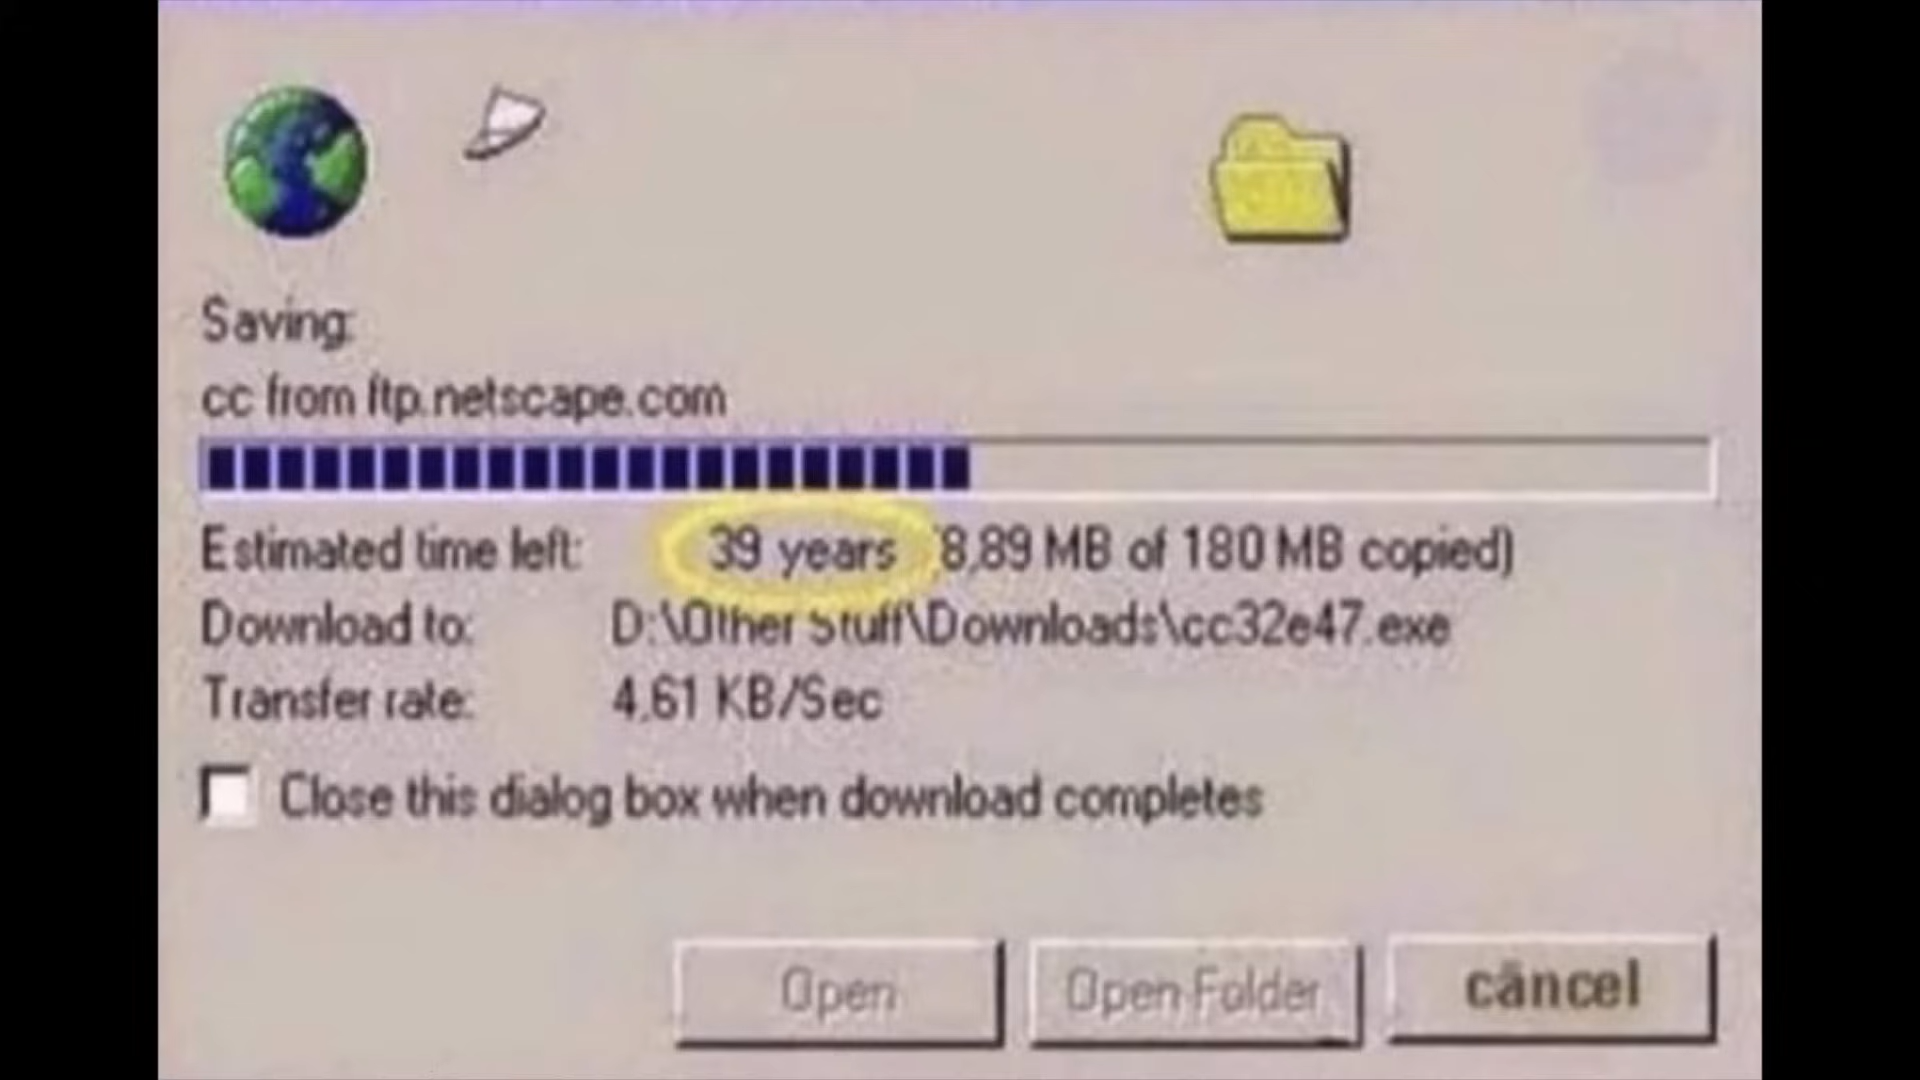 Saving:
cc from ftp.netscape.com
Estimated time left: 39 years (8,89 MB of 180 MB copied)
Download to: D:\Other Stuff\Downloads\cc32e47.exe
Transfer rate: 4,61 KB/Sec
Close this dialog box when download completes
Open Open Folder câncel